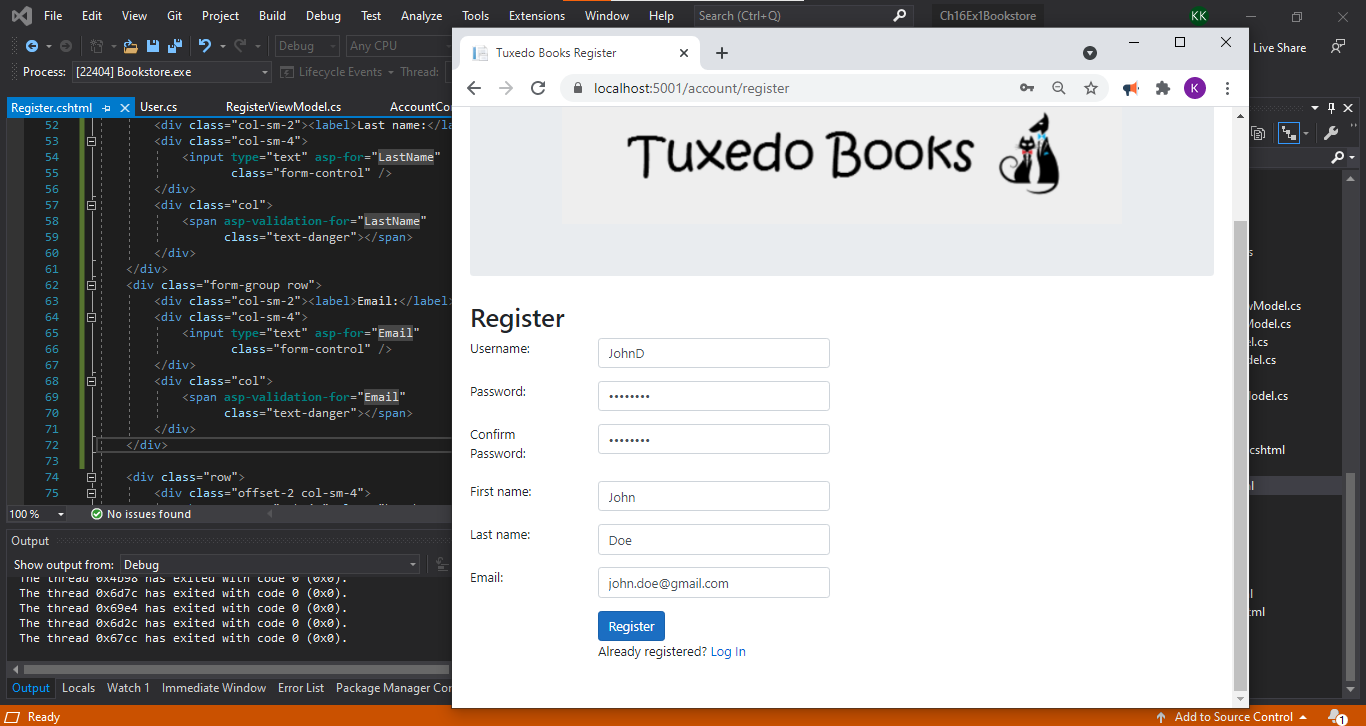 File Edit View Git Project Build Debug Test Analyze Tools Extensions Window Help Search (Ctrl+Q) Ch16Ex1Bookstore KK
Debug Any CPU Live Share
Process: [22404] Bookstore.exe Lifecycle Events Thread:
Register.cshtml User.cs RegisterViewModel.cs AccountCo
52 <div class="col-sm-2"><label>Last name:</la
53 <div class="col-sm-4">
54 <input type="text" asp-for="LastName"
55 class="form-control" />
56 </div>
57 <div class="col">
58 <span asp-validation-for="LastName"
59 class="text-danger"></span>
60 </div>
61 </div>
62 <div class="form-group row">
63 <div class="col-sm-2"><label>Email:</label>
64 <div class="col-sm-4">
65 <input type="text" asp-for="Email"
66 class="form-control" />
67 </div>
68 <div class="col">
69 <span asp-validation-for="Email"
70 class="text-danger"></span>
71 </div>
72 </div>
73
74 <div class="row">
75 <div class="offset-2 col-sm-4">
100 % No issues found
Output
Show output from: Debug
The thread 0x4b98 has exited with code 0 (0x0).
The thread 0x6d7c has exited with code 0 (0x0).
The thread 0x69e4 has exited with code 0 (0x0).
The thread 0x6d2c has exited with code 0 (0x0).
The thread 0x67cc has exited with code 0 (0x0).
Output Locals Watch 1 Immediate Window Error List Package Manager Con
Ready Add to Source Control 1
Tuxedo Books Register
localhost:5001/account/register K
Tuxedo Books
Register
Username: JohnD
Password: ••••••••
Confirm
Password: ••••••••
First name: John
Last name: Doe
Email: john.doe@gmail.com
Register
Already registered? Log In
wModel.cs
Model.cs
el.cs
del.cs
odel.cs
cshtml